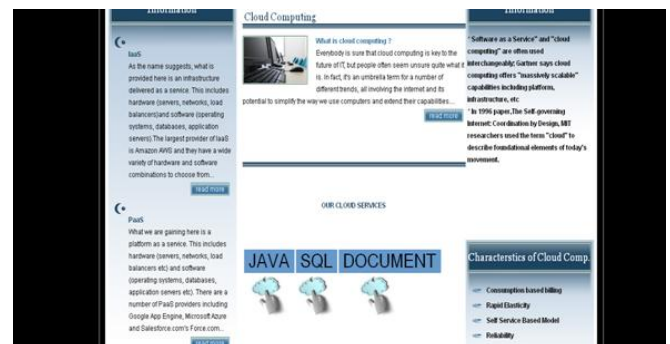 Information
IaaS
As the name suggests, what is
provided here is an infrastructure
delivered as a service. This includes
hardware (servers, networks, load
balancers)and software (operating
systems, databases, application
servers).The largest provider of IaaS
is Amazon AWS and they have a wide
variety of hardware and software
combinations to choose from...
read more
PaaS
What we are gaining here is a
platform as a service. This includes
hardware (servers, networks, load
balancers etc) and software
(operating systems, databases,
application servers etc). There are a
number of PaaS providers including
Google App Engine, Microsoft Azure
and Salesforce.com's Force.com...
read more
Cloud Computing
What is cloud computing ?
Everybody is sure that cloud computing is key to the
future of IT, but people often seem unsure quite what it
is. In fact, it's an umbrella term for a number of
different trends, all involving the internet and its
potential to simplify the way we use computers and extend their capabilities...
read more
OUR CLOUD SERVICES
JAVA SQL DOCUMENT
Information
* Software as a Service" and "cloud
computing" are often used
interchangeably; Gartner says cloud
computing offers "massively scalable"
capabilities including platform,
infrastructure, etc
* In 1996 paper,The Self-governing
Internet: Coordination by Design, MIT
researchers used the term "cloud" to
describe foundational elements of today's
movement.
Characterstics of Cloud Comp.
Consumption based billing
Rapid Elasticity
Self Service Based Model
Reliability